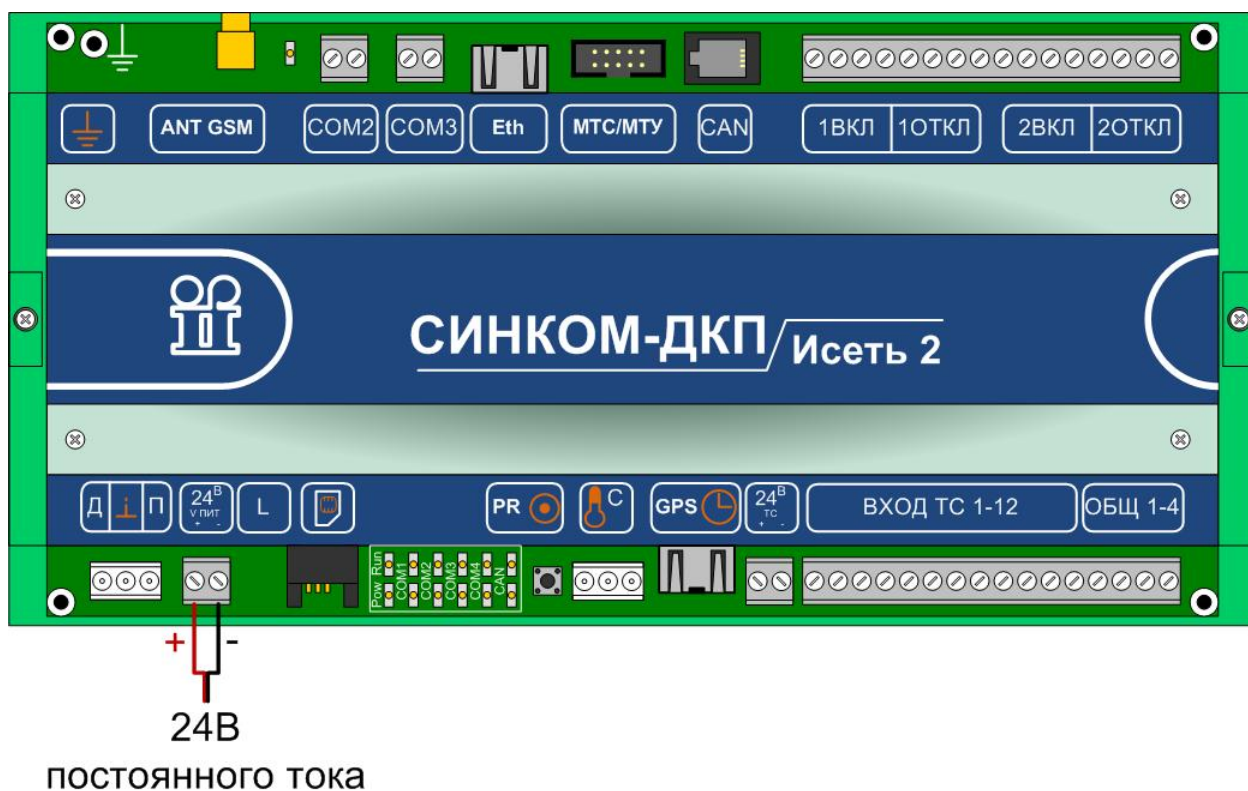 ANT GSM COM2 COM3 Eth МТС/МТУ CAN 1ВКЛ 1ОТКЛ 2ВКЛ 2ОТКЛ
СИНКОМ-ДКП/Исеть 2
Д П 24В V ПИТ + - L PR C GPS 24В ТС + - ВХОД ТС 1-12 ОБЩ 1-4
Pow Run COM1 COM2 COM3 COM4 CAN
+ -
24В
постоянного тока